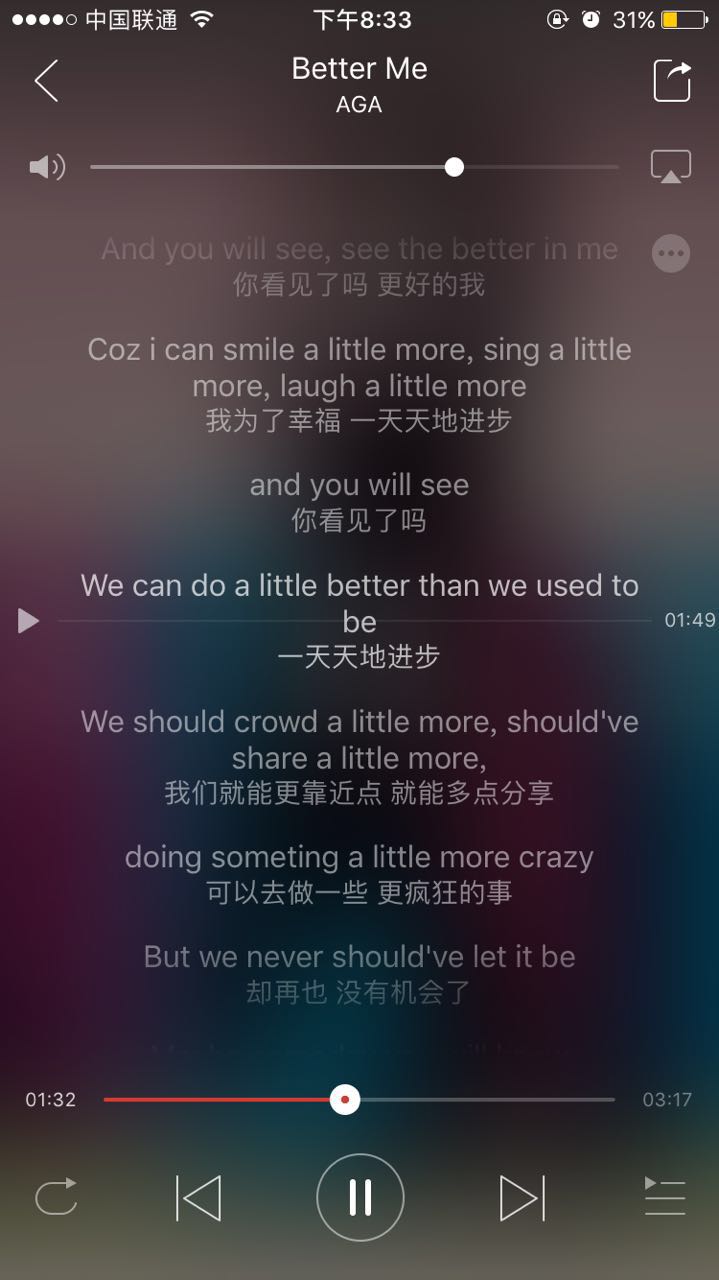 中国联通 下午8:33 31%
Better Me
AGA
And you will see, see the better in me
你看见了吗 更好的我
Coz i can smile a little more, sing a little
more, laugh a little more
我为了幸福 一天天地进步
and you will see
你看见了吗
We can do a little better than we used to
be
01:49
一天天地进步
We should crowd a little more, should've
share a little more,
我们就能更靠近点 就能多点分享
doing someting a little more crazy
可以去做一些 更疯狂的事
But we never should've let it be
却再也 没有机会了
01:32 03:17